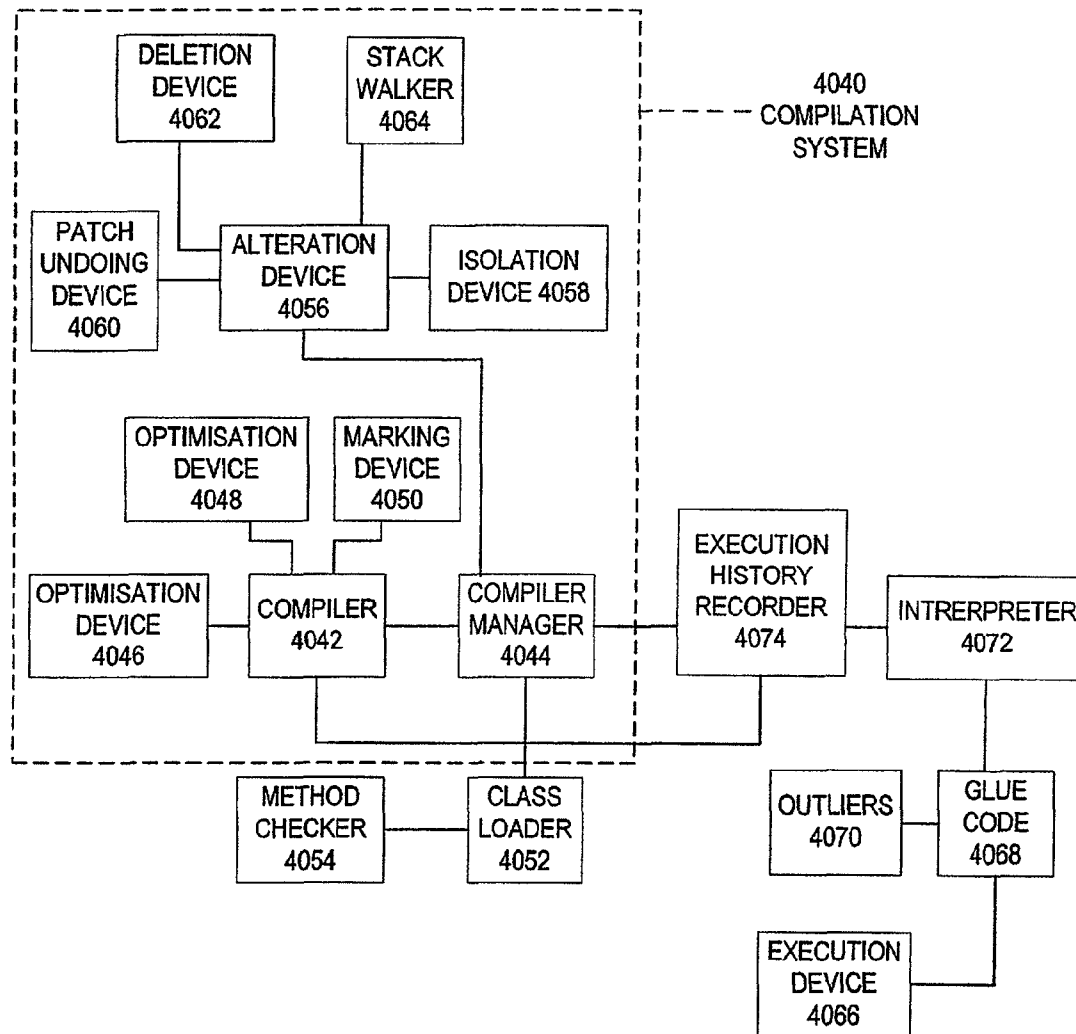 DELETION
DEVICE
4062
STACK
WALKER
4064
4040
COMPILATION
SYSTEM
PATCH
UNDOING
DEVICE
4060
ALTERATION
DEVICE
4056
ISOLATION
DEVICE 4058
OPTIMISATION
DEVICE
4048
MARKING
DEVICE
4050
OPTIMISATION
DEVICE
4046
COMPILER
4042
COMPILER
MANAGER
4044
EXECUTION
HISTORY
RECORDER
4074
INTRERPRETER
4072
METHOD
CHECKER
4054
CLASS
LOADER
4052
OUTLIERS
4070
GLUE
CODE
4068
EXECUTION
DEVICE
4066